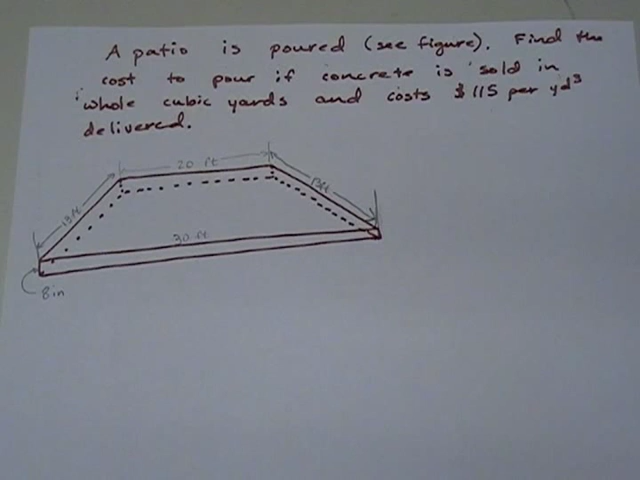 A patio is poured (see figure). Find the
cost to pour if concrete is sold in
whole cubic yards and costs $115 per yd³
delivered.
20 ft
13 ft
13 ft
30 ft
8 in